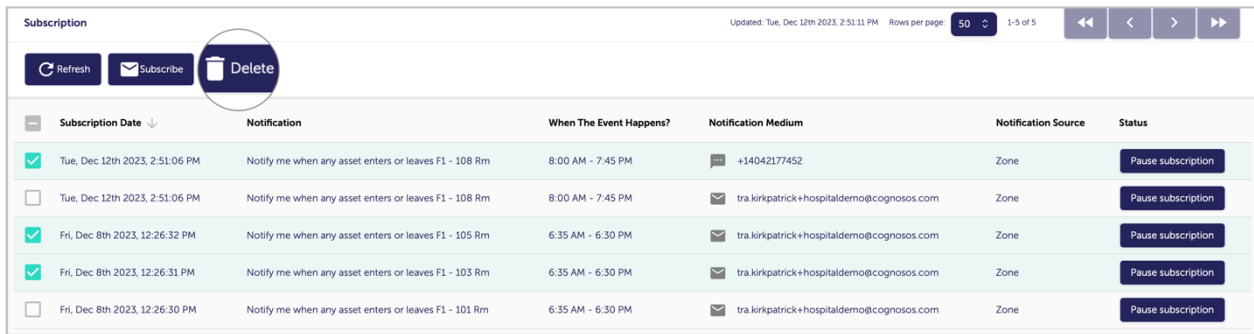 Subscription Updated: Tue, Dec 12th 2023, 2:51:11 PM Rows per page: 50 1-5 of 5
Refresh Subscribe Delete
Subscription Date Notification When The Event Happens? Notification Medium Notification Source Status
Tue, Dec 12th 2023, 2:51:06 PM Notify me when any asset enters or leaves F1 - 108 Rm 8:00 AM - 7:45 PM +14042177452 Zone Pause subscription
Tue, Dec 12th 2023, 2:51:06 PM Notify me when any asset enters or leaves F1 - 108 Rm 8:00 AM - 7:45 PM tra.kirkpatrick+hospitaldemo@cognosos.com Zone Pause subscription
Fri, Dec 8th 2023, 12:26:32 PM Notify me when any asset enters or leaves F1 - 105 Rm 6:35 AM - 6:30 PM tra.kirkpatrick+hospitaldemo@cognosos.com Zone Pause subscription
Fri, Dec 8th 2023, 12:26:31 PM Notify me when any asset enters or leaves F1 - 103 Rm 6:35 AM - 6:30 PM tra.kirkpatrick+hospitaldemo@cognosos.com Zone Pause subscription
Fri, Dec 8th 2023, 12:26:30 PM Notify me when any asset enters or leaves F1 - 101 Rm 6:35 AM - 6:30 PM tra.kirkpatrick+hospitaldemo@cognosos.com Zone Pause subscription